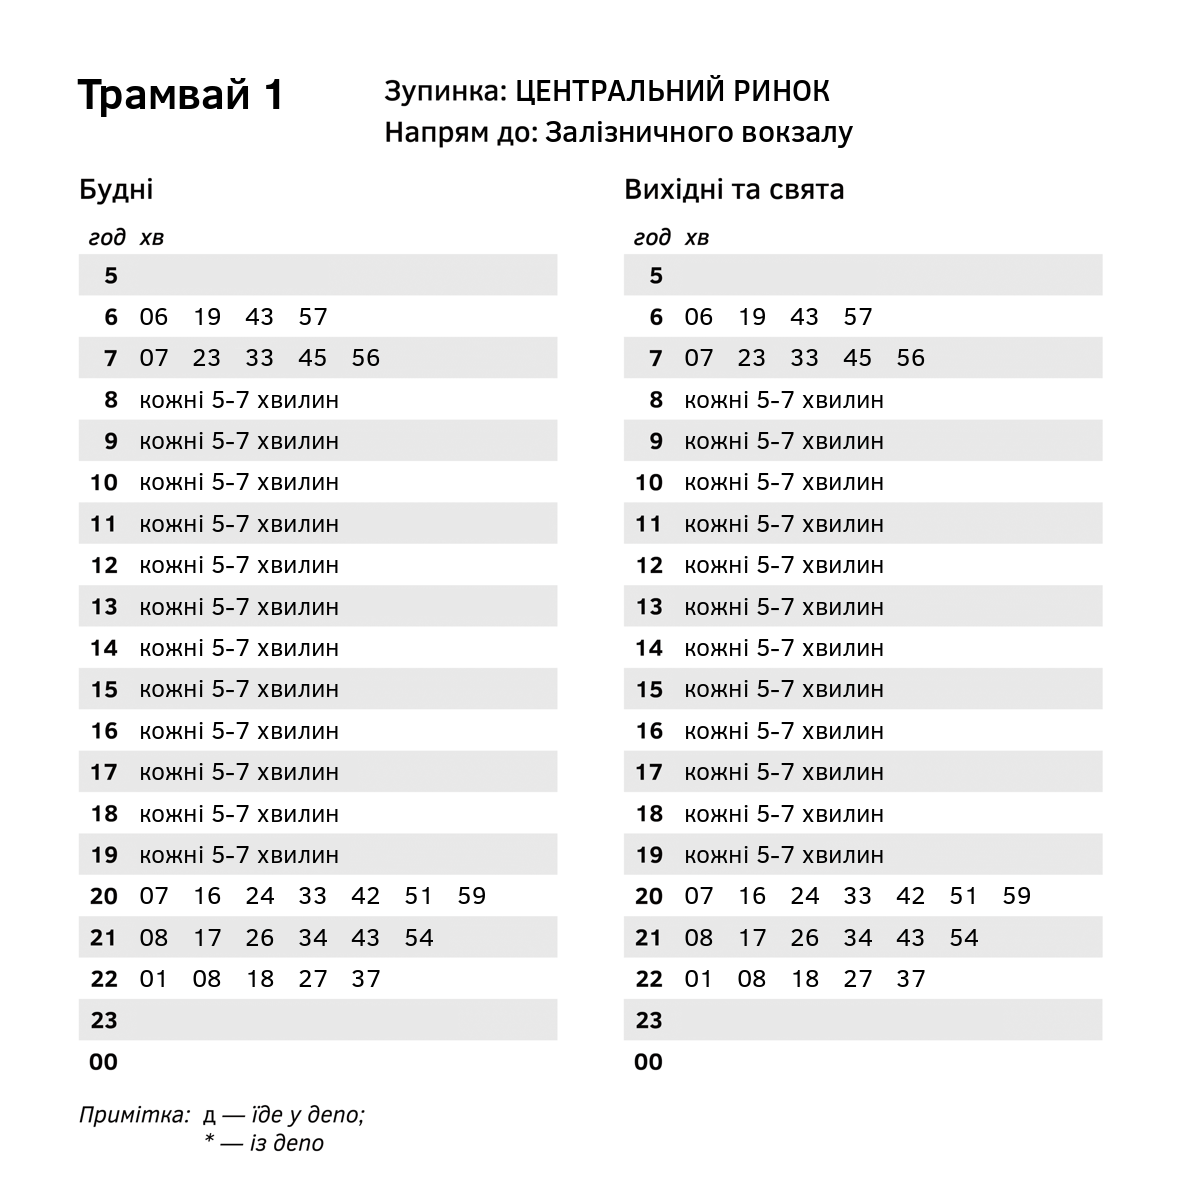 Трамвай 1
Зупинка: ЦЕНТРАЛЬНИЙ РИНОК
Напрям до: Залізничного вокзалу
Будні
год хв
5
6 06 19 43 57
7 07 23 33 45 56
8 кожні 5-7 хвилин
9 кожні 5-7 хвилин
10 кожні 5-7 хвилин
11 кожні 5-7 хвилин
12 кожні 5-7 хвилин
13 кожні 5-7 хвилин
14 кожні 5-7 хвилин
15 кожні 5-7 хвилин
16 кожні 5-7 хвилин
17 кожні 5-7 хвилин
18 кожні 5-7 хвилин
19 кожні 5-7 хвилин
20 07 16 24 33 42 51 59
21 08 17 26 34 43 54
22 01 08 18 27 37
23
00
Вихідні та свята
год хв
5
6 06 19 43 57
7 07 23 33 45 56
8 кожні 5-7 хвилин
9 кожні 5-7 хвилин
10 кожні 5-7 хвилин
11 кожні 5-7 хвилин
12 кожні 5-7 хвилин
13 кожні 5-7 хвилин
14 кожні 5-7 хвилин
15 кожні 5-7 хвилин
16 кожні 5-7 хвилин
17 кожні 5-7 хвилин
18 кожні 5-7 хвилин
19 кожні 5-7 хвилин
20 07 16 24 33 42 51 59
21 08 17 26 34 43 54
22 01 08 18 27 37
23
00
Примітка: д — їде у депо;
* — із депо